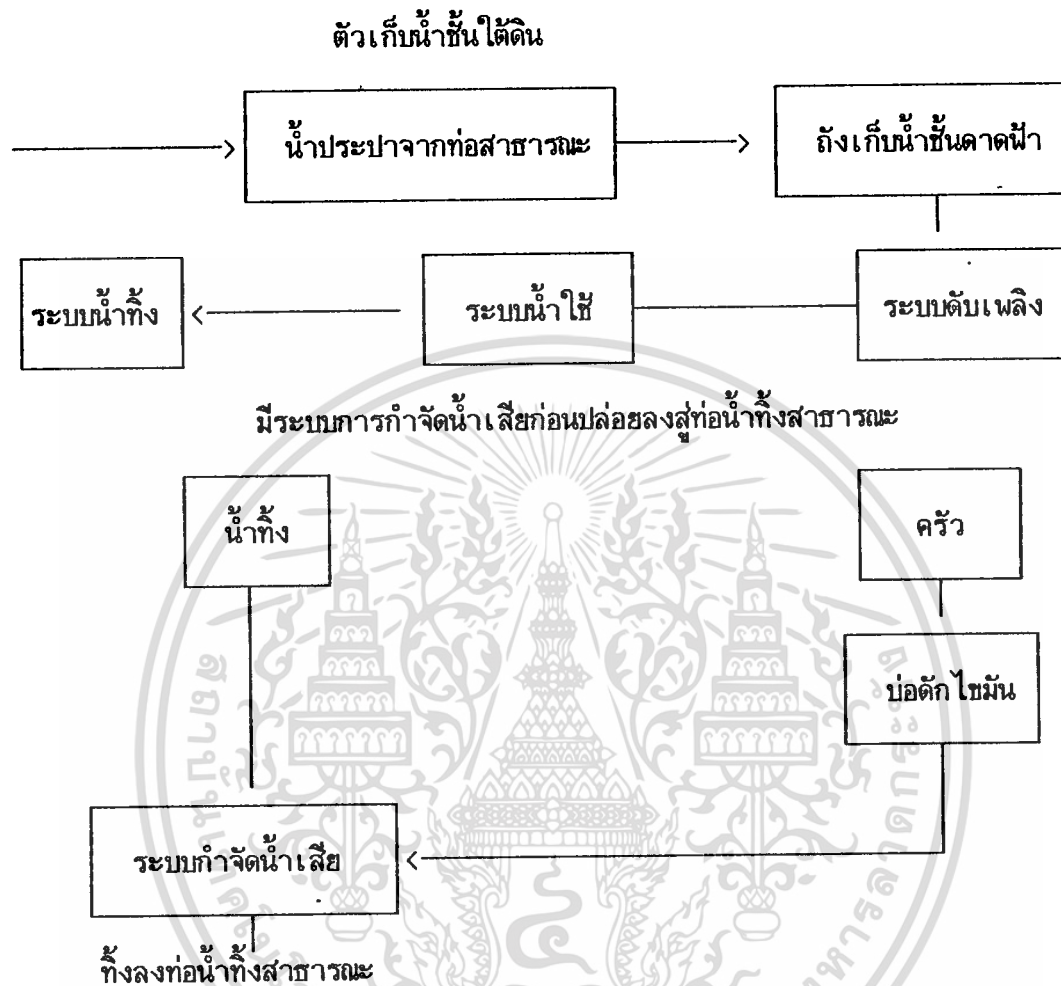 ตัวเก็บน้ำชั้นใต้ดิน
น้ำประปาจากท่อสาธารณะ
ถังเก็บน้ำชั้นดาดฟ้า
ระบบน้ำทิ้ง
ระบบน้ำใช้
ระบบดับเพลิง
มีระบบการกำจัดน้ำเสียก่อนปล่อยลงสู่ท่อน้ำทิ้งสาธารณะ
น้ำทิ้ง
ครัว
บ่อดักไขมัน
ระบบกำจัดน้ำเสีย
ทิ้งลงท่อน้ำทิ้งสาธารณะ